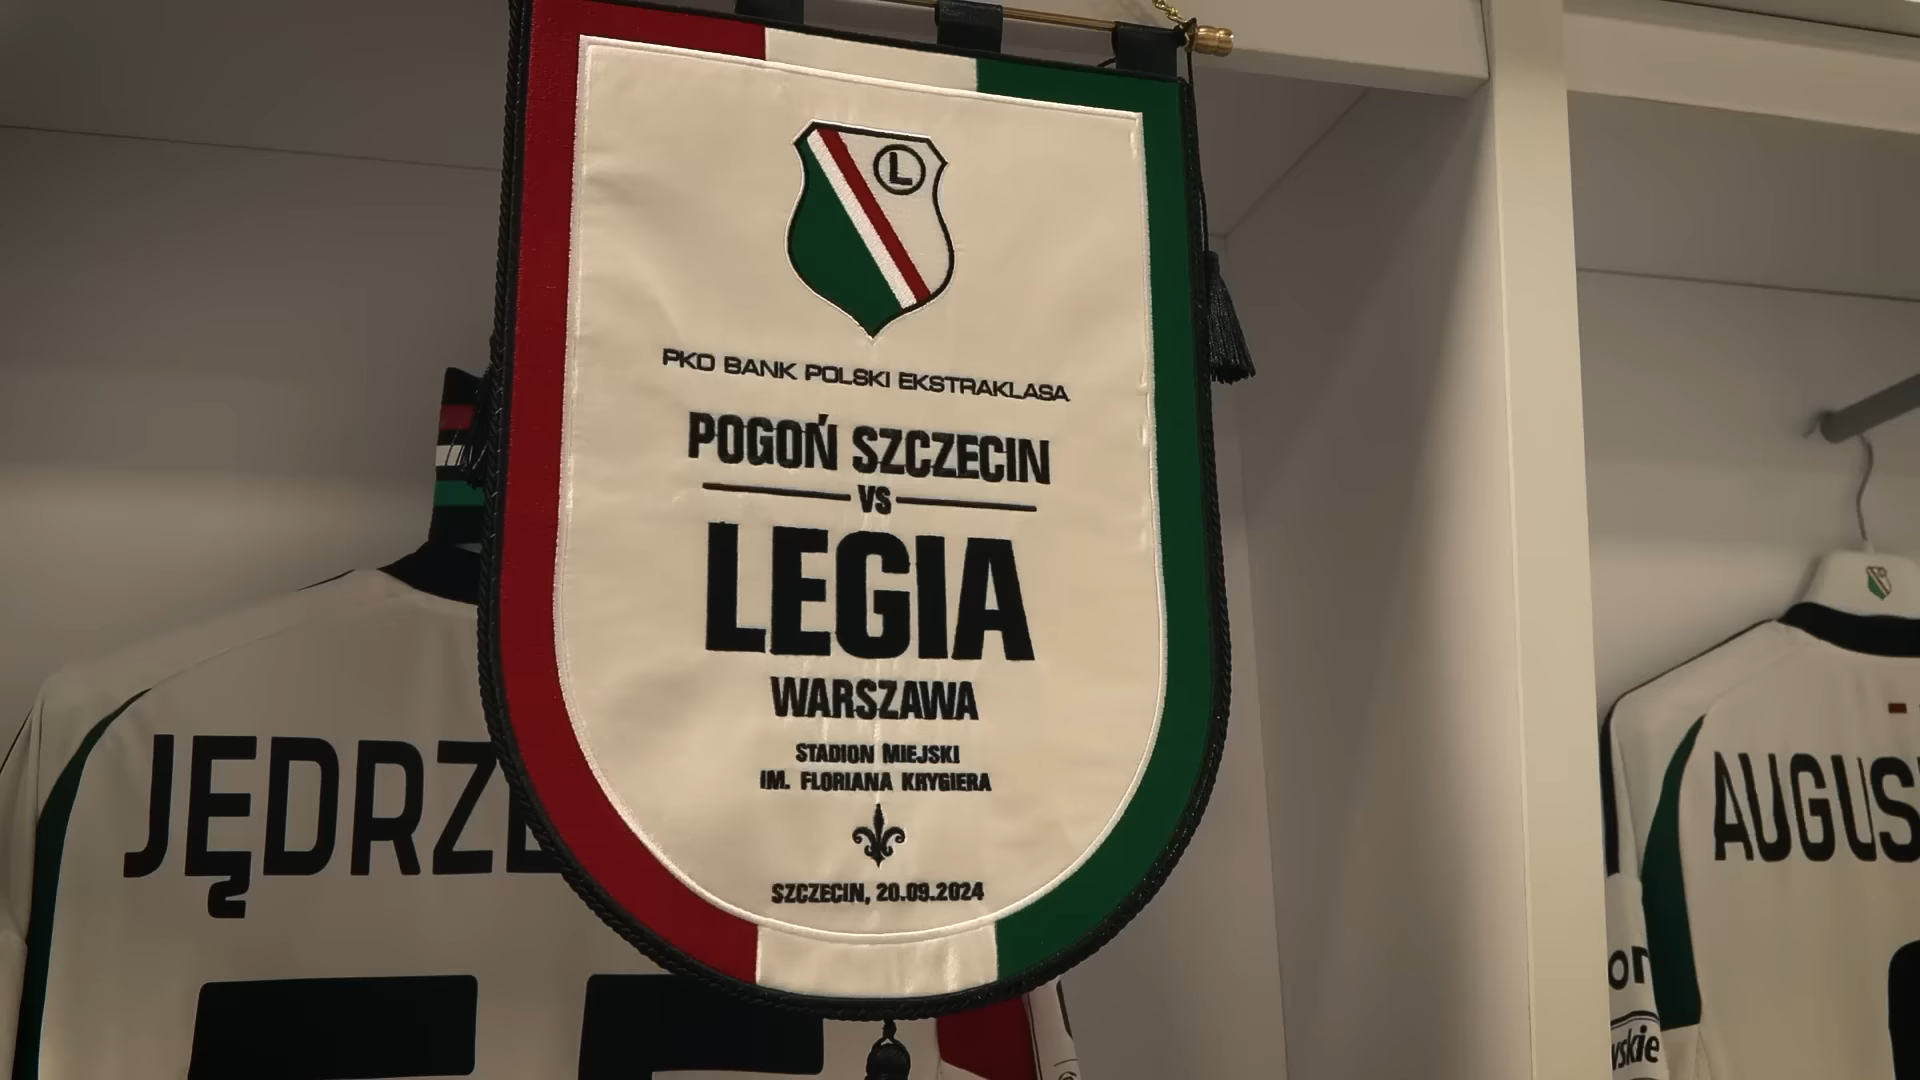 L
PKO BANK POLSKI EKSTRAKLASA
POGOŃ SZCZECIN
VS
LEGIA
WARSZAWA
STADION MIEJSKI
IM. FLORIANA KRYGIERA
SZCZECIN, 20.09.2024
JĘDRZE
AUGUS